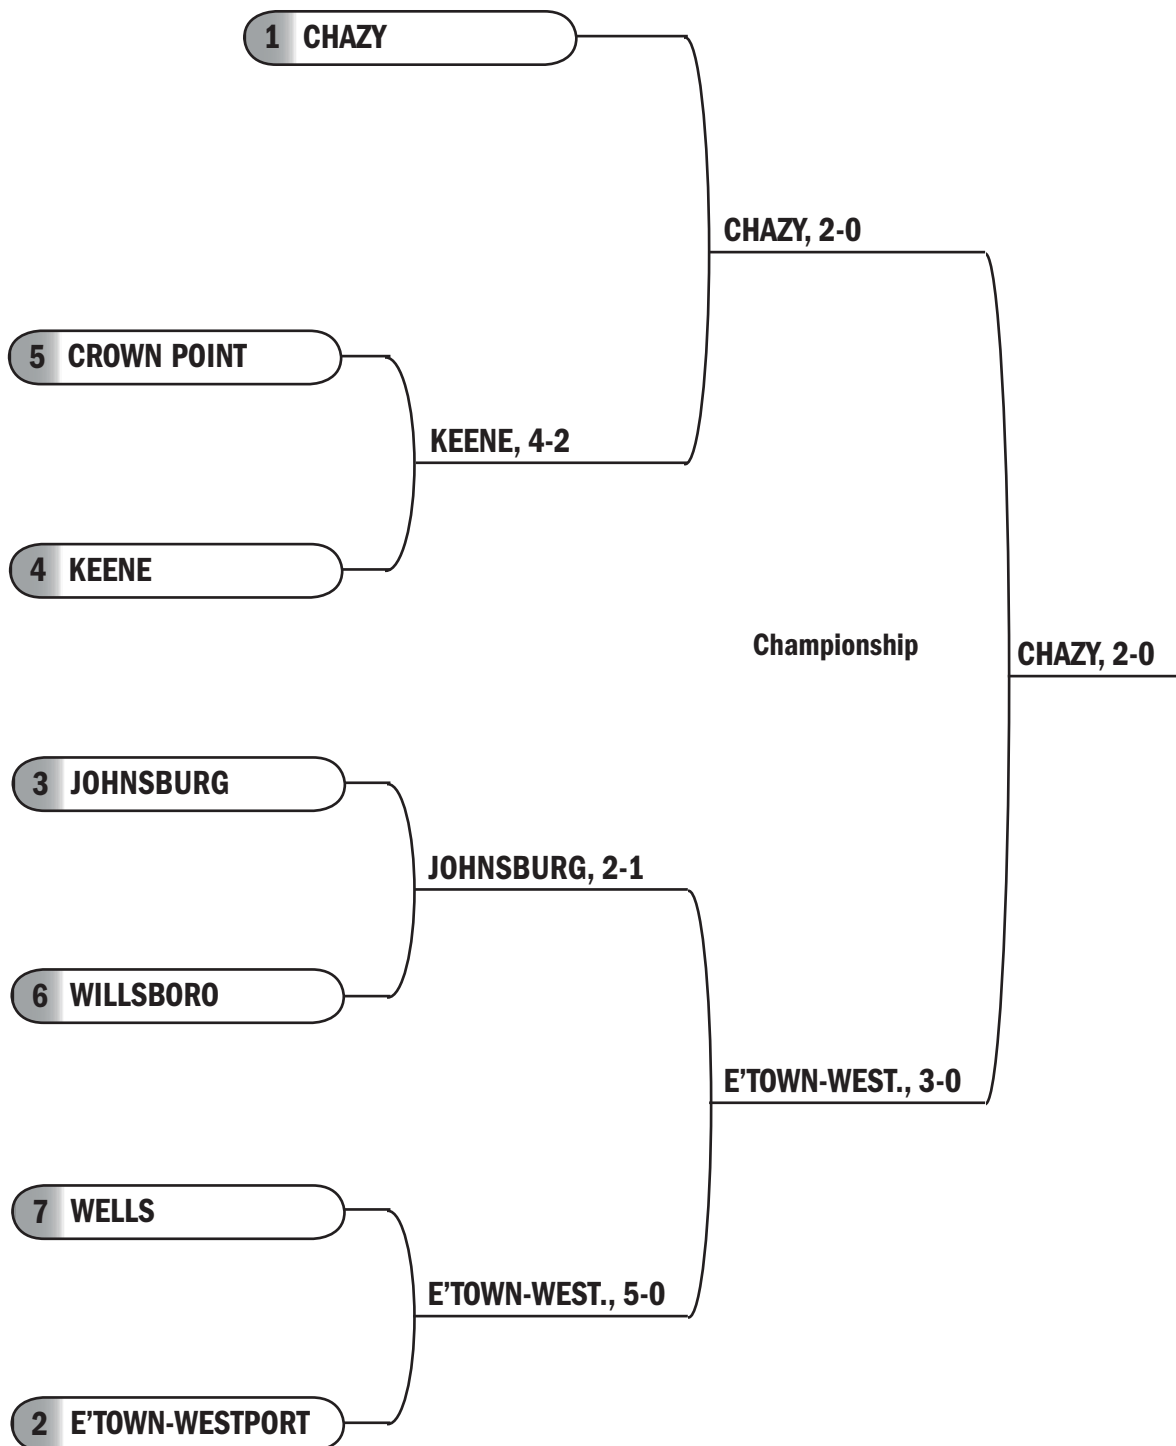 1 CHAZY
CHAZY, 2-0
5 CROWN POINT
KEENE, 4-2
4 KEENE
Championship
CHAZY, 2-0
3 JOHNSBURG
JOHNSBURG, 2-1
6 WILLSBORO
E’TOWN-WEST., 3-0
7 WELLS
E’TOWN-WEST., 5-0
2 E’TOWN-WESTPORT